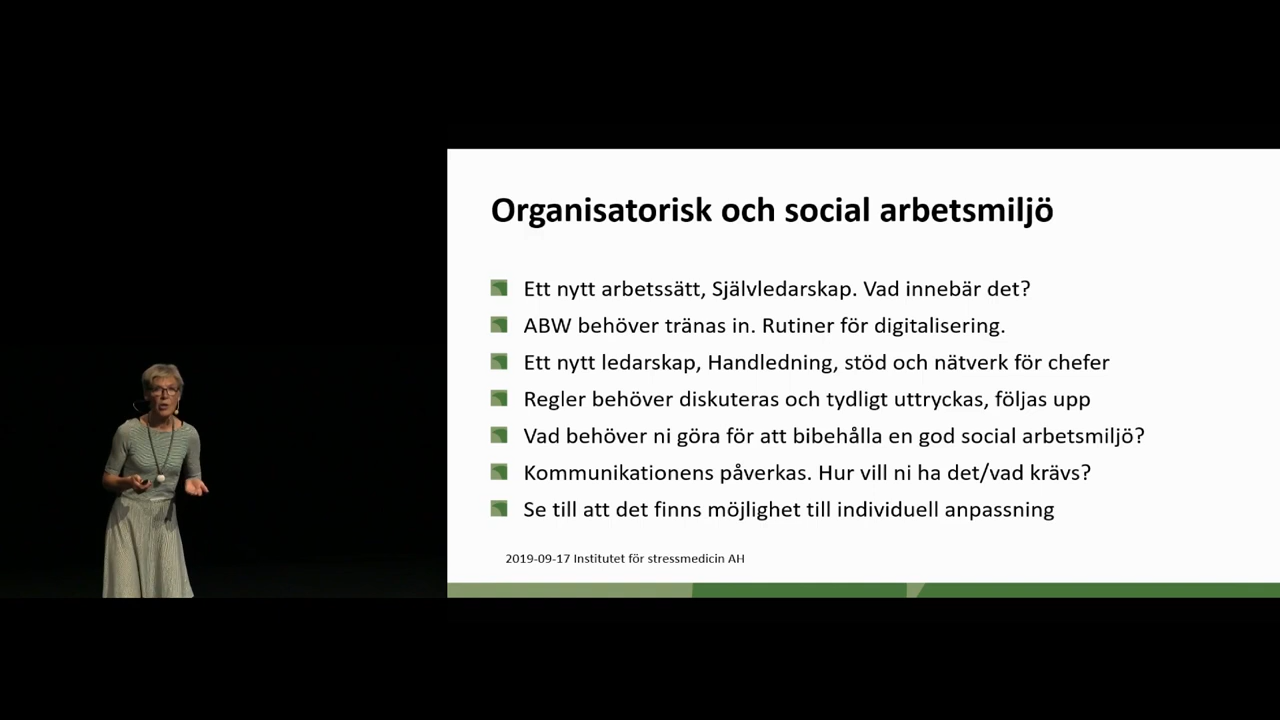 Organisatorisk och social arbetsmiljö
Ett nytt arbetssätt, Självledarskap. Vad innebär det?
ABW behöver tränas in. Rutiner för digitalisering.
Ett nytt ledarskap, Handledning, stöd och nätverk för chefer
Regler behöver diskuteras och tydligt uttryckas, följas upp
Vad behöver ni göra för att bibehålla en god social arbetsmiljö?
Kommunikationens påverkas. Hur vill ni ha det/vad krävs?
Se till att det finns möjlighet till individuell anpassning
2019-09-17 Institutet för stressmedicin AH